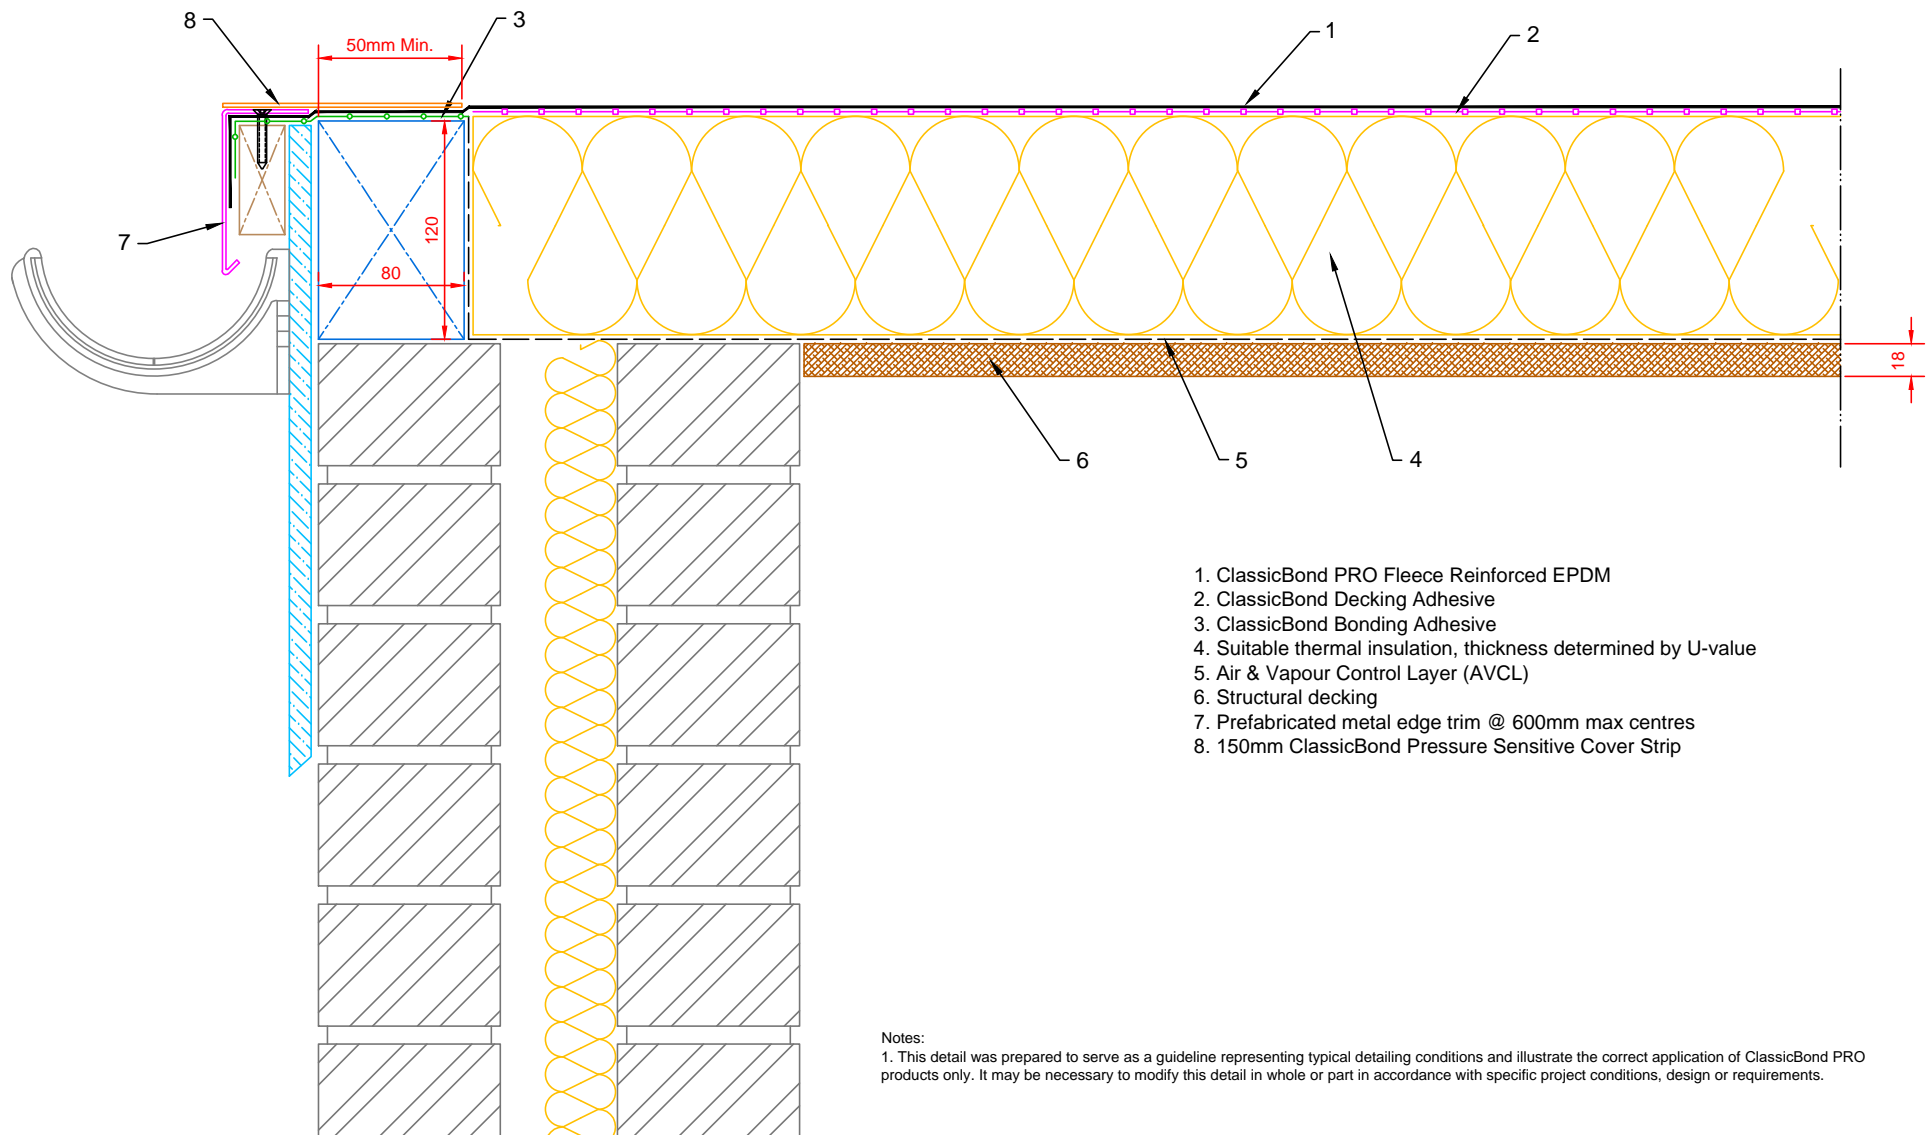 8
3
50mm Min.
1
2
120
7
80
18
6
5
4
1. ClassicBond PRO Fleece Reinforced EPDM
2. ClassicBond Decking Adhesive
3. ClassicBond Bonding Adhesive
4. Suitable thermal insulation, thickness determined by U-value
5. Air & Vapour Control Layer (AVCL)
6. Structural decking
7. Prefabricated metal edge trim @ 600mm max centres
8. 150mm ClassicBond Pressure Sensitive Cover Strip
Notes:
1. This detail was prepared to serve as a guideline representing typical detailing conditions and illustrate the correct application of ClassicBond PRO
products only. It may be necessary to modify this detail in whole or part in accordance with specific project conditions, design or requirements.